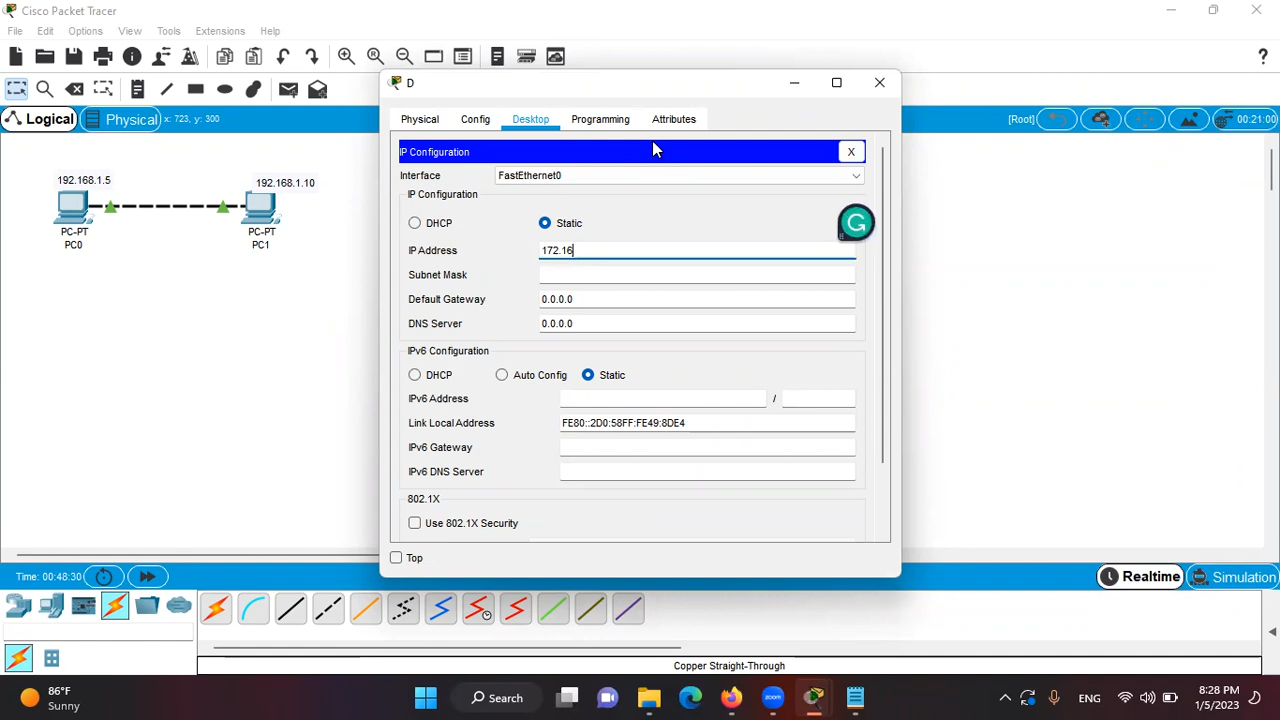 Cisco Packet Tracer
File Edit Options View Tools Extensions Help
Logical Physical x: 723, y: 300 [Root] 00:21:00
192.168.1.5
192.168.1.10
PC-PT
PC0
PC-PT
PC1
D
Physical Config Desktop Programming Attributes
IP Configuration X
Interface FastEthernet0
IP Configuration
DHCP Static
IP Address 172.16
Subnet Mask
Default Gateway 0.0.0.0
DNS Server 0.0.0.0
IPv6 Configuration
DHCP Auto Config Static
IPv6 Address /
Link Local Address FE80::2D0:58FF:FE49:8DE4
IPv6 Gateway
IPv6 DNS Server
802.1X
Use 802.1X Security
Top
Time: 00:48:30 Realtime Simulation
Copper Straight-Through
86°F
Sunny
Search
ENG
8:28 PM
1/5/2023